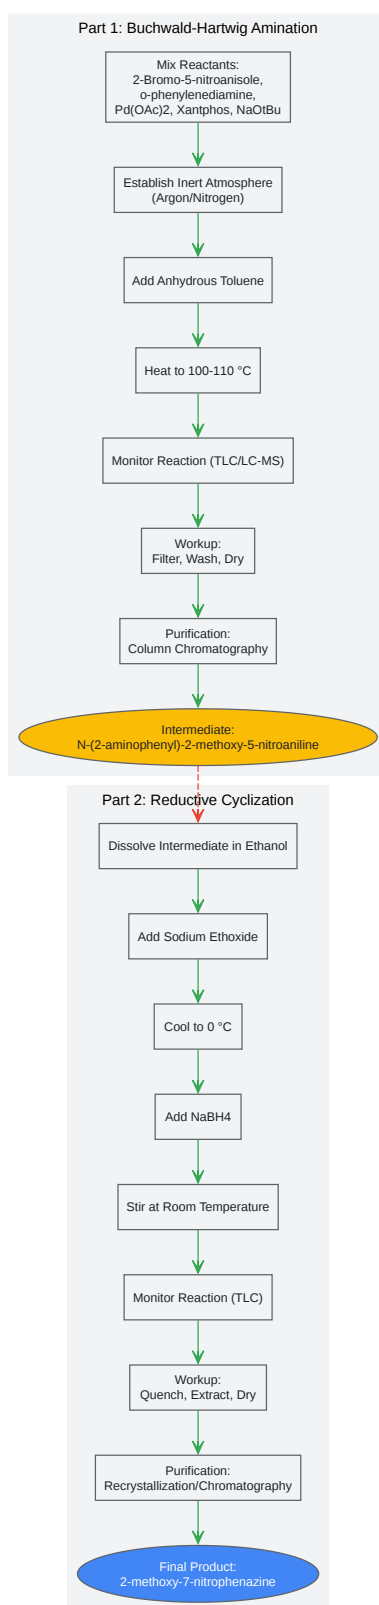 Part 1: Buchwald-Hartwig Amination
Mix Reactants:
2-Bromo-5-nitroanisole,
o-phenylenediamine,
Pd(OAc)2, Xantphos, NaOtBu
Establish Inert Atmosphere
(Argon/Nitrogen)
Add Anhydrous Toluene
Heat to 100-110 °C
Monitor Reaction (TLC/LC-MS)
Workup:
Filter, Wash, Dry
Purification:
Column Chromatography
Intermediate:
N-(2-aminophenyl)-2-methoxy-5-nitroaniline
Part 2: Reductive Cyclization
Dissolve Intermediate in Ethanol
Add Sodium Ethoxide
Cool to 0 °C
Add NaBH4
Stir at Room Temperature
Monitor Reaction (TLC)
Workup:
Quench, Extract, Dry
Purification:
Recrystallization/Chromatography
Final Product:
2-methoxy-7-nitrophenazine